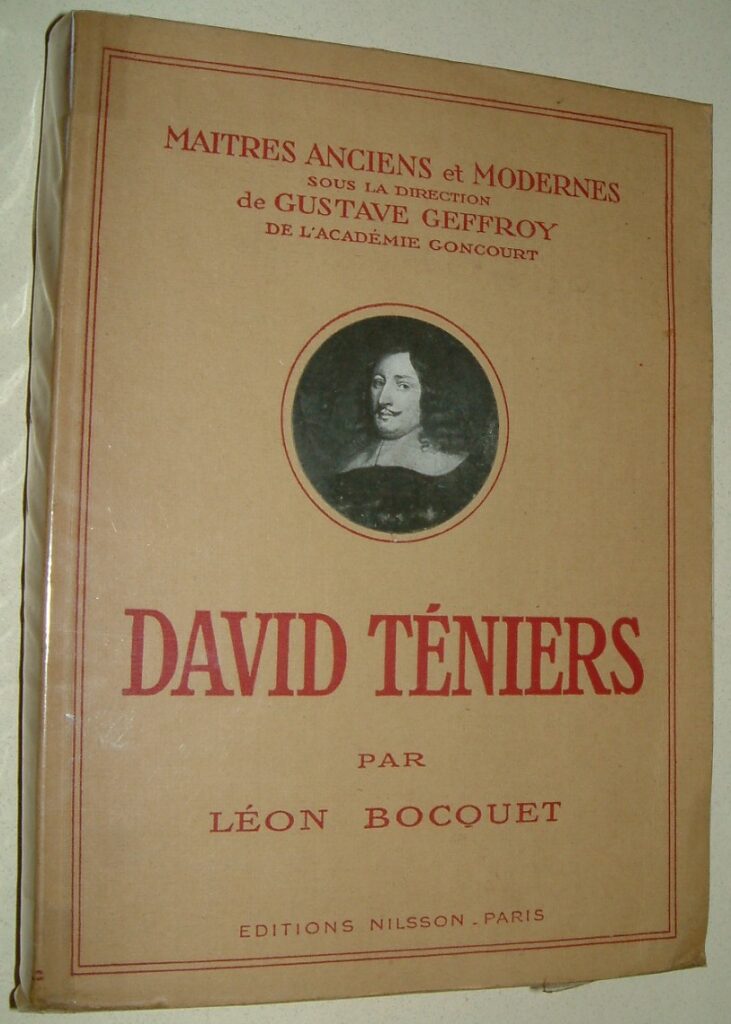 MAITRES ANCIENS et MODERNES
SOUS LA DIRECTION
de GUSTAVE GEFFROY
DE L'ACADÉMIE GONCOURT
DAVID TÉNIERS
PAR
LÉON BOCQUET
EDITIONS NILSSON - PARIS